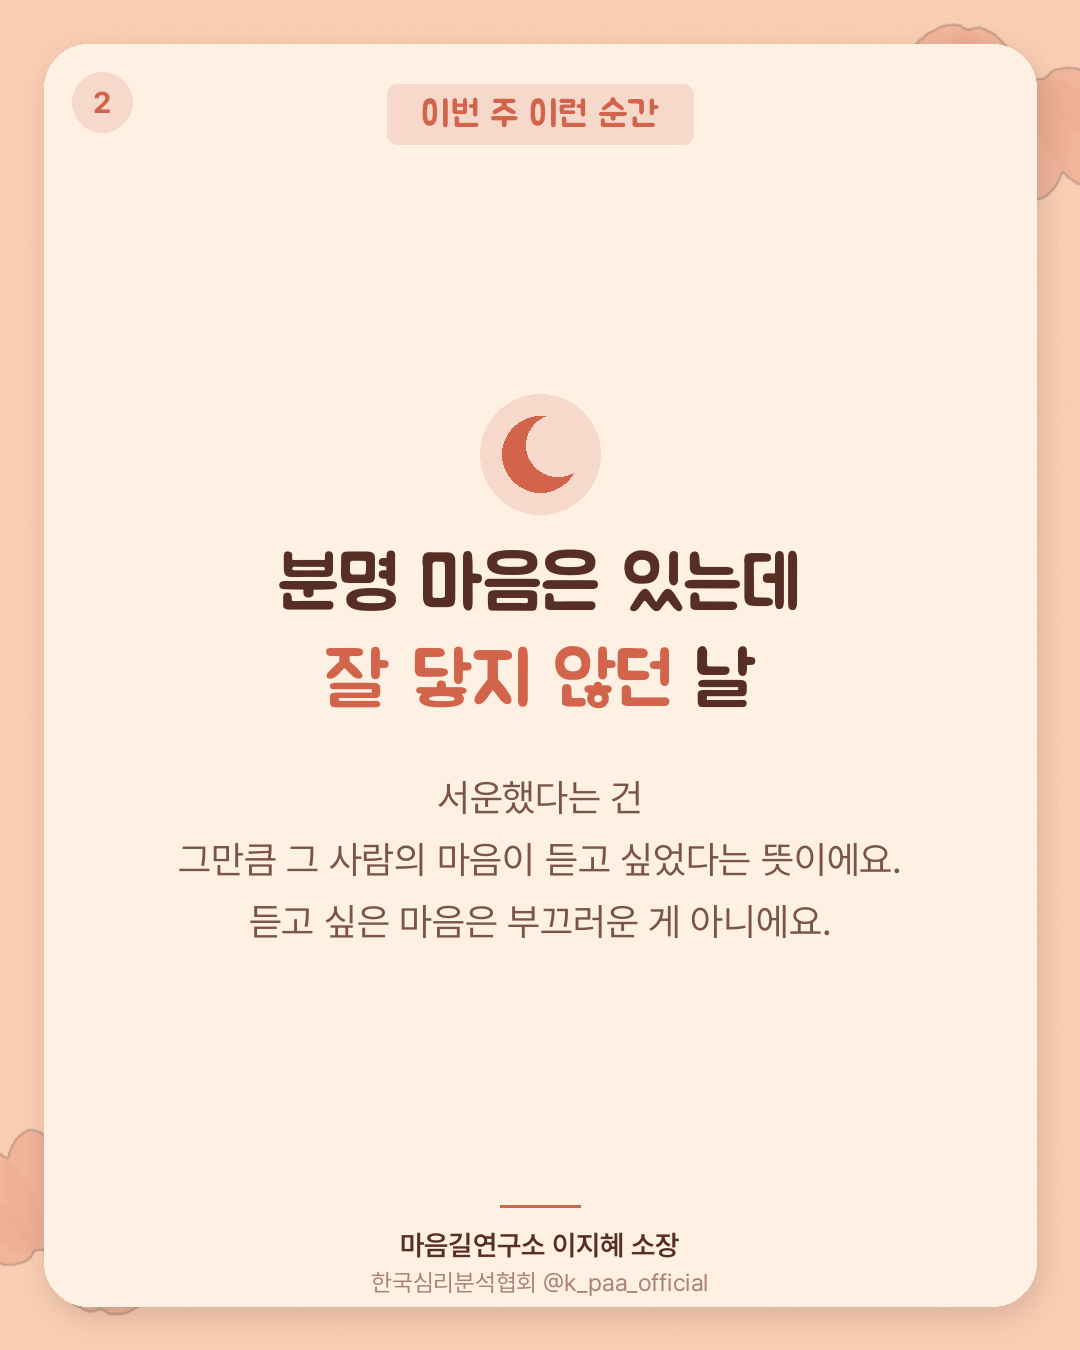 2
이번 주 이런 순간
분명 마음은 있는데
잘 닿지 않던 날
서운했다는 건
그만큼 그 사람의 마음이 듣고 싶었다는 뜻이에요.
듣고 싶은 마음은 부끄러운 게 아니에요.
마음길연구소 이지혜 소장
한국심리분석협회 @k_paa_official